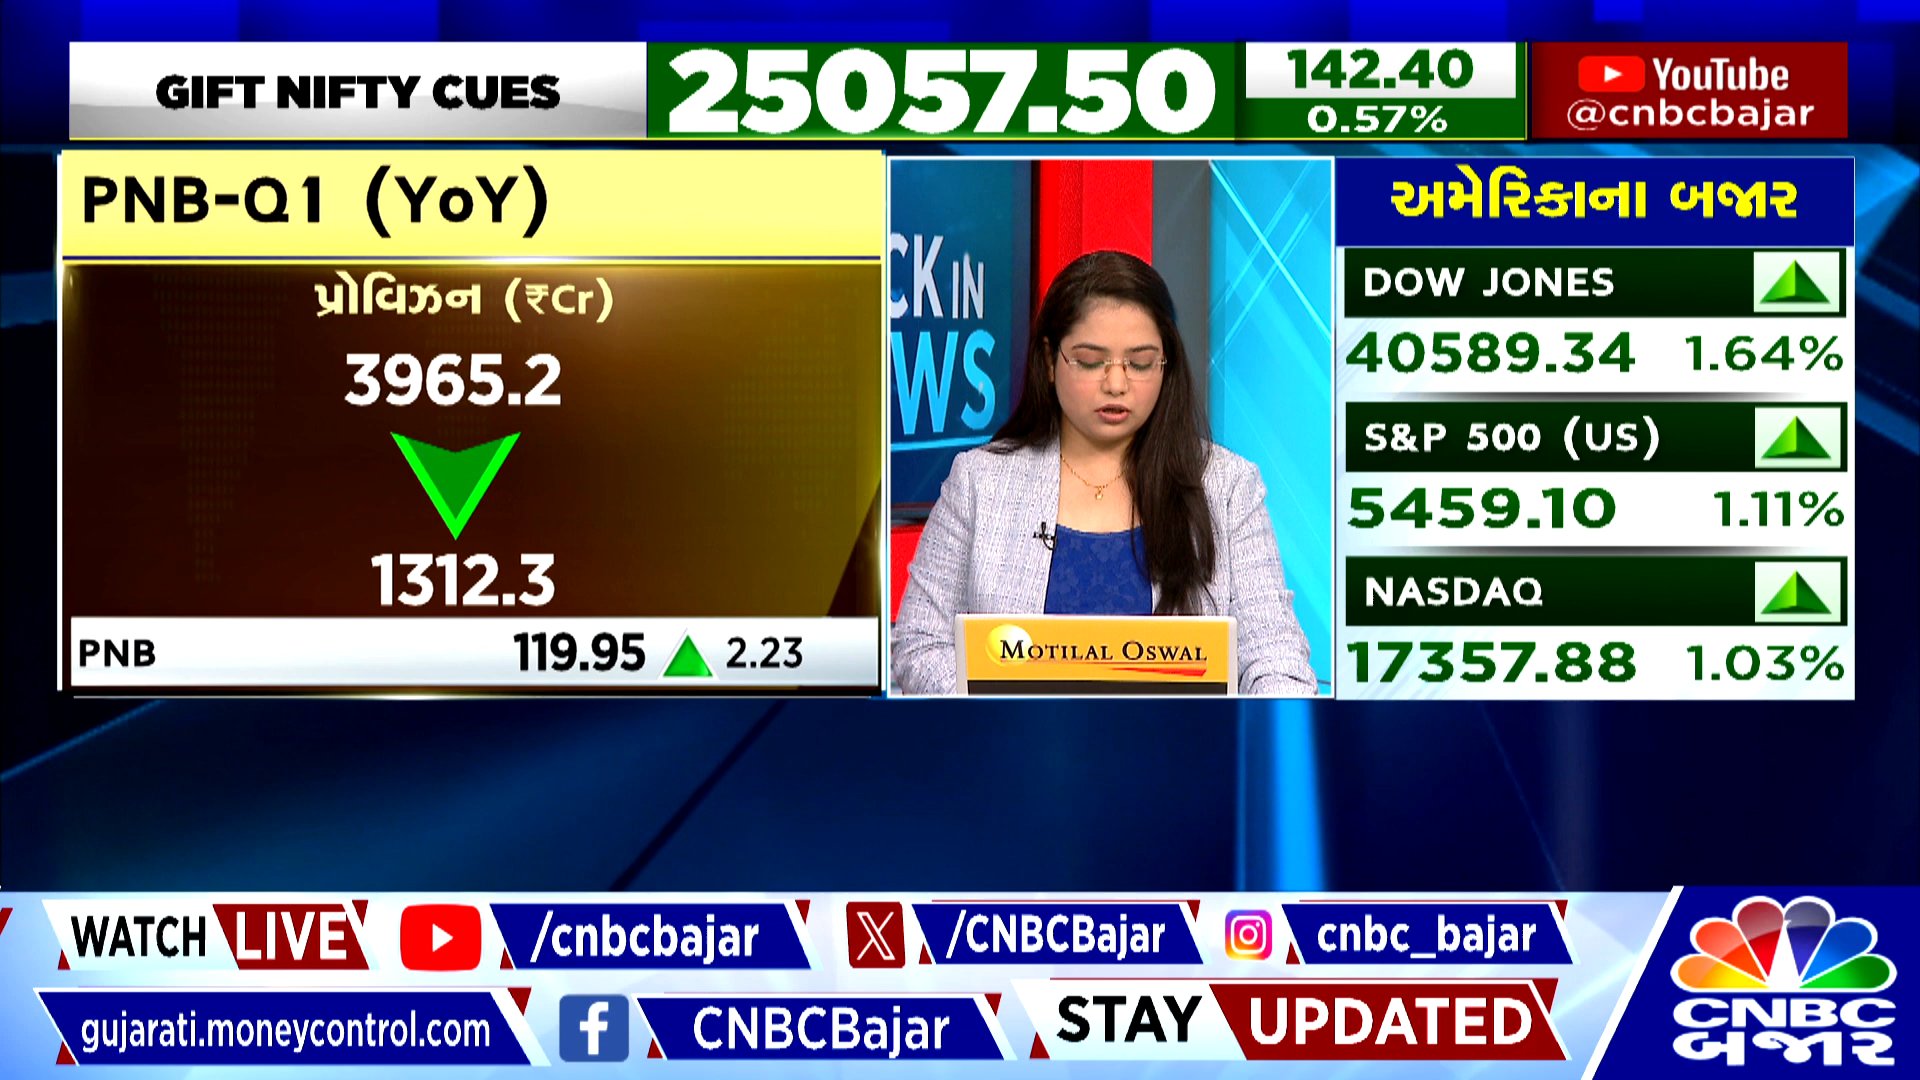 GIFT NIFTY CUES
25057.50
142.40
0.57%
YouTube
@cnbcbajar
PNB-Q1 (YoY)
પ્રોવિઝન (₹Cr)
3965.2
1312.3
PNB 119.95 2.23
CK IN
WS
MOTILAL OSWAL
અમેરિકાના બજાર
DOW JONES
40589.34 1.64%
S&P 500 (US)
5459.10 1.11%
NASDAQ
17357.88 1.03%
WATCH LIVE /cnbcbajar /CNBCBajar cnbc_bajar
gujarati.moneycontrol.com CNBCBajar STAY UPDATED
CNBC
બજાર